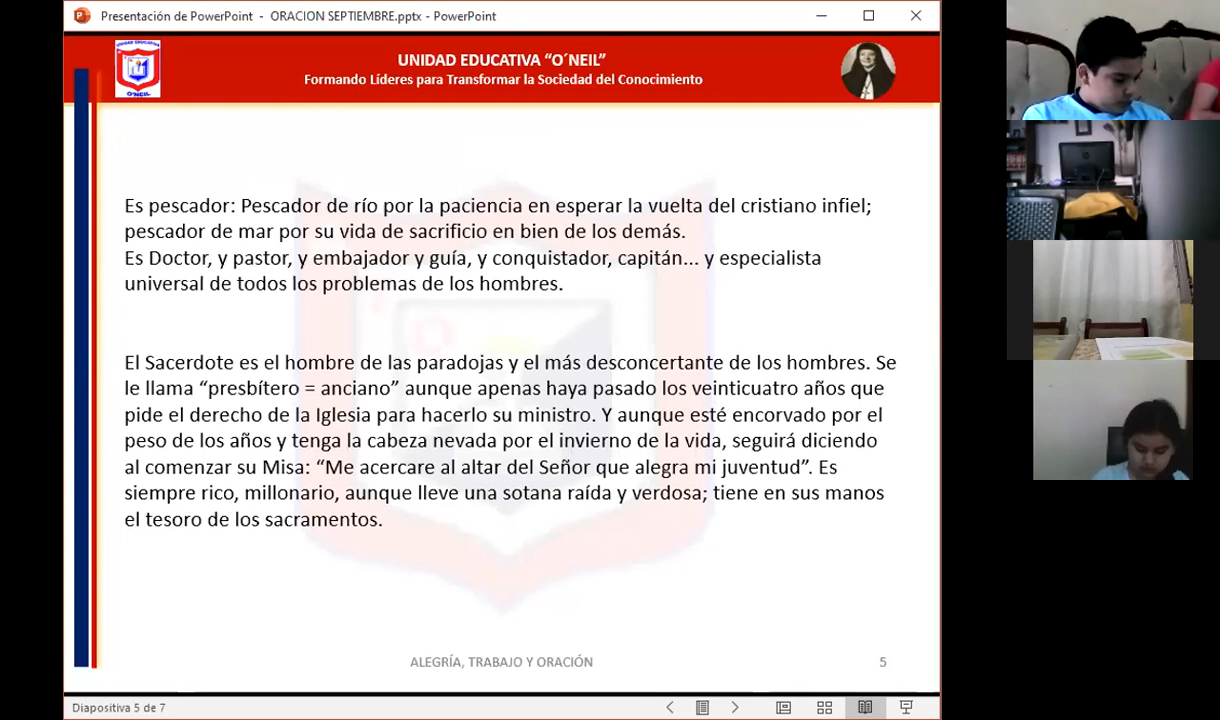 Presentación de PowerPoint - ORACION SEPTIEMBRE.pptx - PowerPoint
UNIDAD EDUCATIVA
O´NEIL
UNIDAD EDUCATIVA “O´NEIL”
Formando Líderes para Transformar la Sociedad del Conocimiento
Es pescador: Pescador de río por la paciencia en esperar la vuelta del cristiano infiel;
pescador de mar por su vida de sacrificio en bien de los demás.
Es Doctor, y pastor, y embajador y guía, y conquistador, capitán... y especialista
universal de todos los problemas de los hombres.
El Sacerdote es el hombre de las paradojas y el más desconcertante de los hombres. Se
le llama “presbítero = anciano” aunque apenas haya pasado los veinticuatro años que
pide el derecho de la Iglesia para hacerlo su ministro. Y aunque esté encorvado por el
peso de los años y tenga la cabeza nevada por el invierno de la vida, seguirá diciendo
al comenzar su Misa: “Me acercare al altar del Señor que alegra mi juventud”. Es
siempre rico, millonario, aunque lleve una sotana raída y verdosa; tiene en sus manos
el tesoro de los sacramentos.
ALEGRÍA, TRABAJO Y ORACIÓN
5
Diapositiva 5 de 7